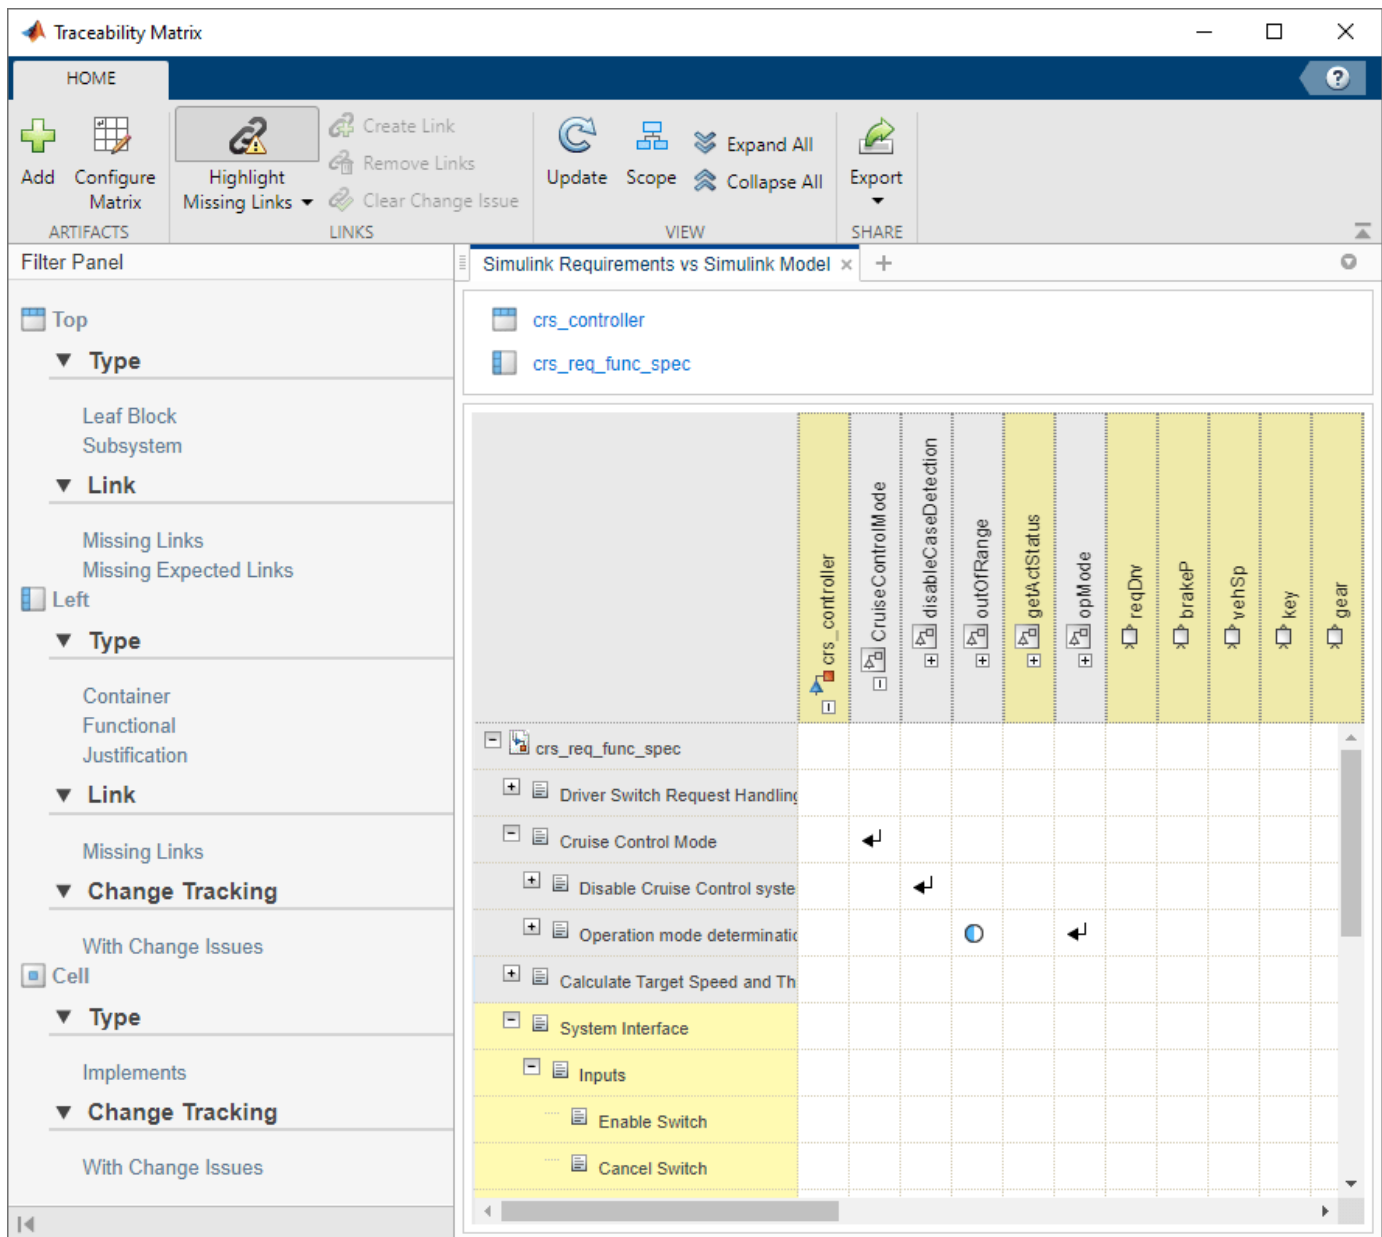 Traceability Matrix
HOME
Add
Configure
Matrix
ARTIFACTS
Highlight
Missing Links
Create Link
Remove Links
Clear Change Issue
LINKS
Update
Scope
Expand All
Collapse All
VIEW
Export
SHARE
Filter Panel
Top
Type
Leaf Block
Subsystem
Link
Missing Links
Missing Expected Links
Left
Type
Container
Functional
Justification
Link
Missing Links
Change Tracking
With Change Issues
Cell
Type
Implements
Change Tracking
With Change Issues
Simulink Requirements vs Simulink Model
crs_controller
crs_req_func_spec
crs_controller
CruiseControlMode
disableCaseDetection
outOfRange
getActStatus
opMode
reqDrv
brakeP
vehSp
key
gear
crs_req_func_spec
Driver Switch Request Handling
Cruise Control Mode
Disable Cruise Control syste
Operation mode determinatic
Calculate Target Speed and Th
System Interface
Inputs
Enable Switch
Cancel Switch